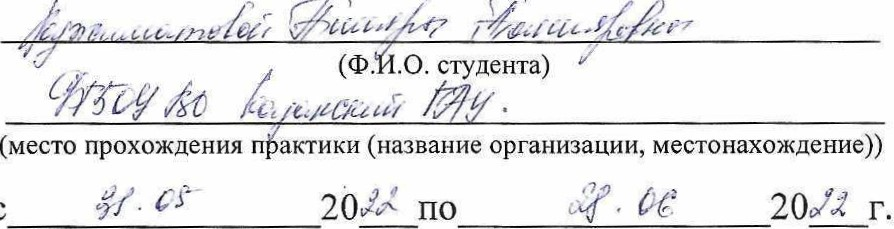 (Ф.И.О. студента)
ФГБОУ ВО Казанский ГАУ.
(место прохождения практики (название организации, местонахождение))
с 31.05 2022 по 28.06 2022 г.